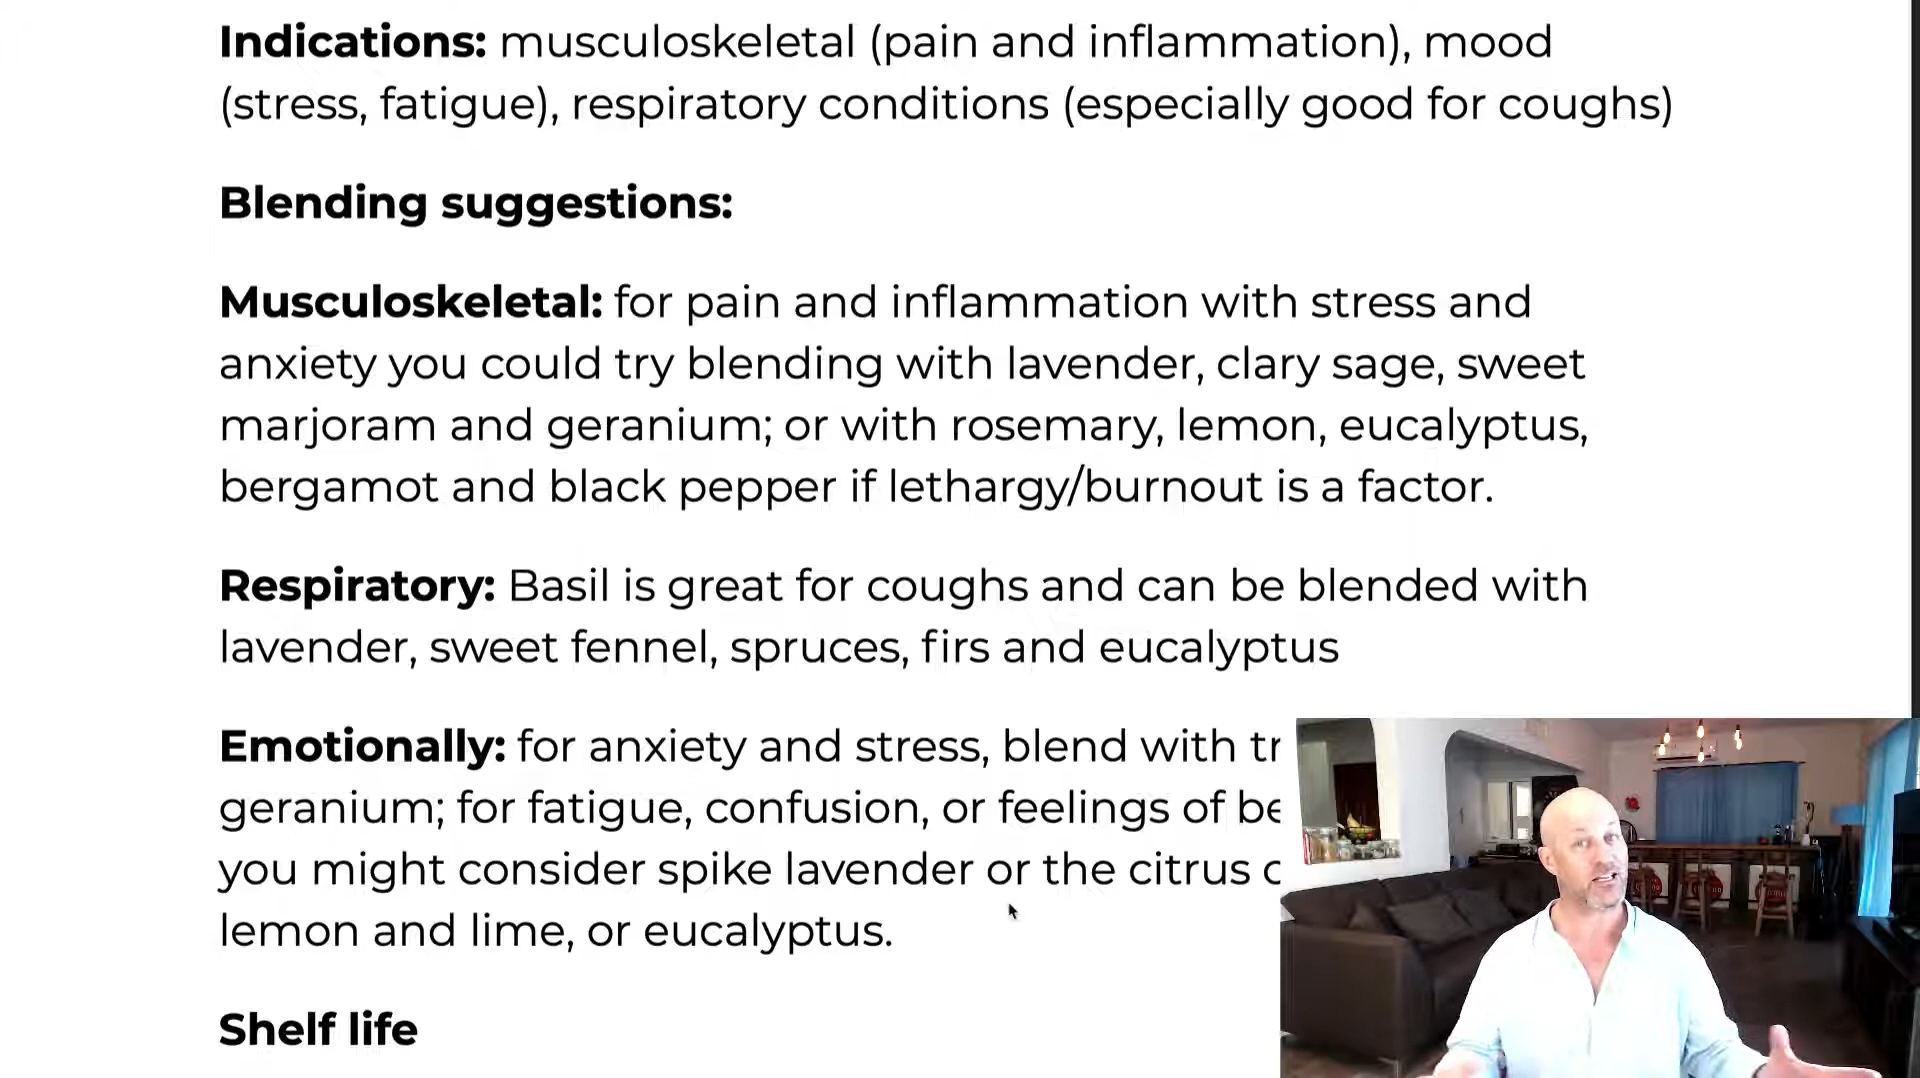 Indications: musculoskeletal (pain and inflammation), mood
(stress, fatigue), respiratory conditions (especially good for coughs)
Blending suggestions:
Musculoskeletal: for pain and inflammation with stress and
anxiety you could try blending with lavender, clary sage, sweet
marjoram and geranium; or with rosemary, lemon, eucalyptus,
bergamot and black pepper if lethargy/burnout is a factor.
Respiratory: Basil is great for coughs and can be blended with
lavender, sweet fennel, spruces, firs and eucalyptus
Emotionally: for anxiety and stress, blend with
geranium; for fatigue, confusion, or feelings of
you might consider spike lavender or the citrus
lemon and lime, or eucalyptus.
Shelf life